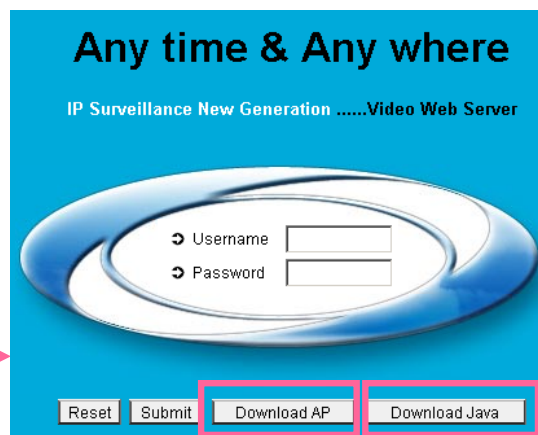 Any time & Any where
IP Surveillance New Generation ......Video Web Server
Username
Password
Reset Submit Download AP Download Java